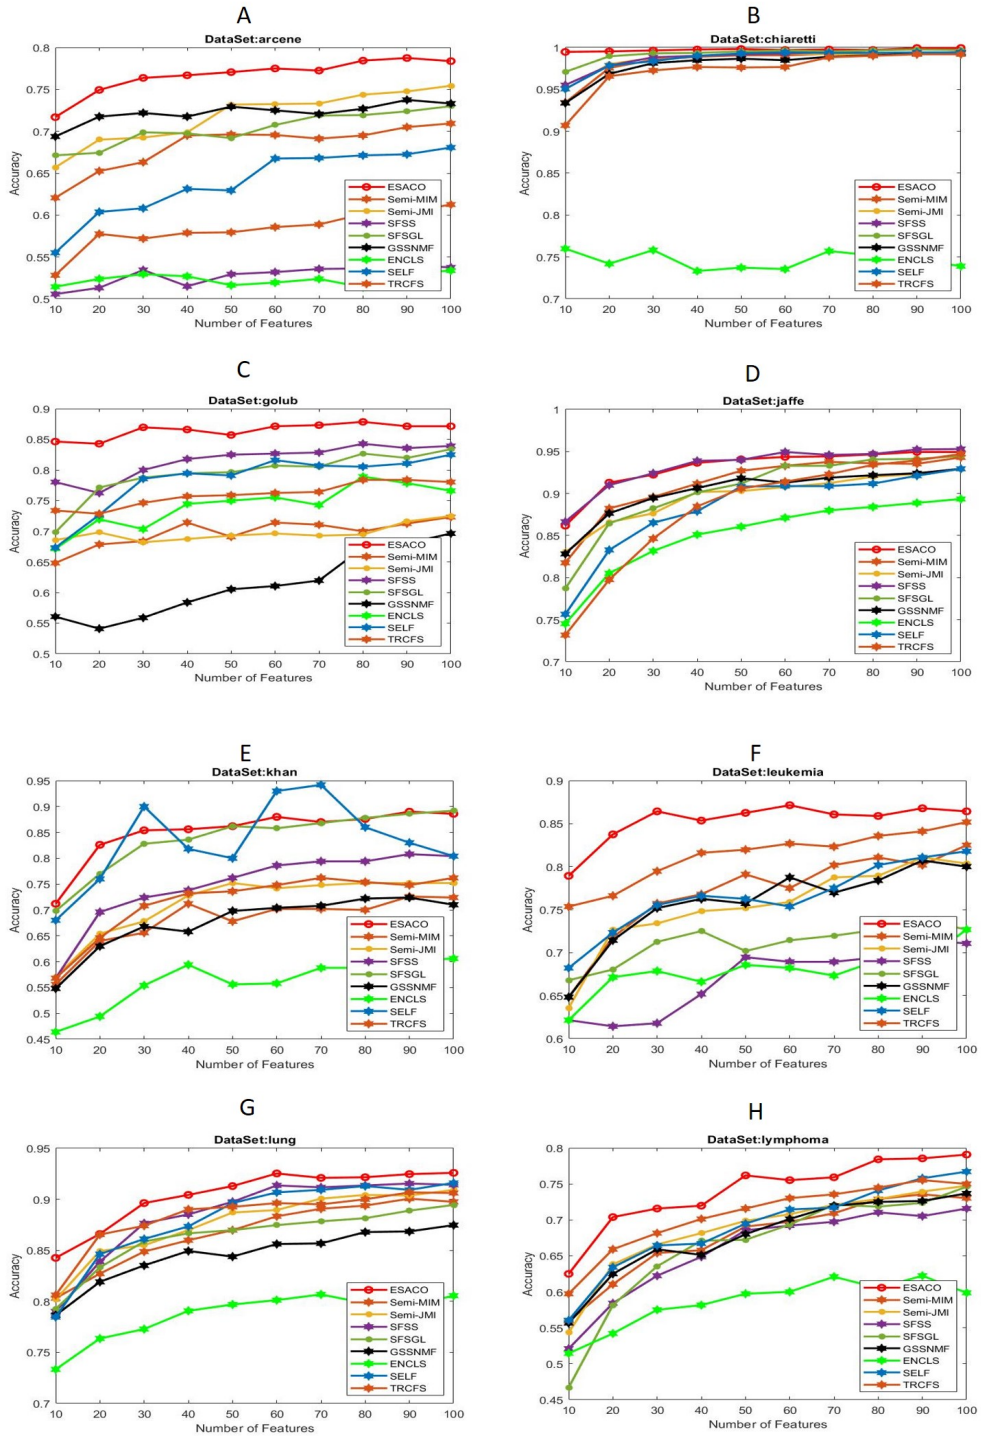 A
DataSet:arcene
Accuracy
0.8
0.75
0.7
0.65
0.6
0.55
0.5
ESACO
Semi-MIM
Semi-JMI
SFSS
SFSGL
GSSNMF
ENCLS
SELF
TRCFS
10 20 30 40 50 60 70 80 90 100
Number of Features
B
DataSet:chiaretti
Accuracy
1
0.95
0.9
0.85
0.8
0.75
0.7
ESACO
Semi-MIM
Semi-JMI
SFSS
SFSGL
GSSNMF
ENCLS
SELF
TRCFS
10 20 30 40 50 60 70 80 90 100
Number of Features
C
DataSet:golub
Accuracy
0.9
0.85
0.8
0.75
0.7
0.65
0.6
0.55
0.5
ESACO
Semi-MIM
Semi-JMI
SFSS
SFSGL
GSSNMF
ENCLS
SELF
TRCFS
10 20 30 40 50 60 70 80 90 100
Number of Features
D
DataSet:jaffe
Accuracy
1
0.95
0.9
0.85
0.8
0.75
0.7
ESACO
Semi-MIM
Semi-JMI
SFSS
SFSGL
GSSNMF
ENCLS
SELF
TRCFS
10 20 30 40 50 60 70 80 90 100
Number of Features
E
DataSet:khan
Accuracy
0.95
0.9
0.85
0.8
0.75
0.7
0.65
0.6
0.55
0.5
0.45
ESACO
Semi-MIM
Semi-JMI
SFSS
SFSGL
GSSNMF
ENCLS
SELF
TRCFS
10 20 30 40 50 60 70 80 90 100
Number of Features
F
DataSet:leukemia
Accuracy
0.9
0.85
0.8
0.75
0.7
0.65
0.6
ESACO
Semi-MIM
Semi-JMI
SFSS
SFSGL
GSSNMF
ENCLS
SELF
TRCFS
10 20 30 40 50 60 70 80 90 100
Number of Features
G
DataSet:lung
Accuracy
0.95
0.9
0.85
0.8
0.75
0.7
ESACO
Semi-MIM
Semi-JMI
SFSS
SFSGL
GSSNMF
ENCLS
SELF
TRCFS
10 20 30 40 50 60 70 80 90 100
Number of Features
H
DataSet:lymphoma
Accuracy
0.8
0.75
0.7
0.65
0.6
0.55
0.5
0.45
ESACO
Semi-MIM
Semi-JMI
SFSS
SFSGL
GSSNMF
ENCLS
SELF
TRCFS
10 20 30 40 50 60 70 80 90 100
Number of Features